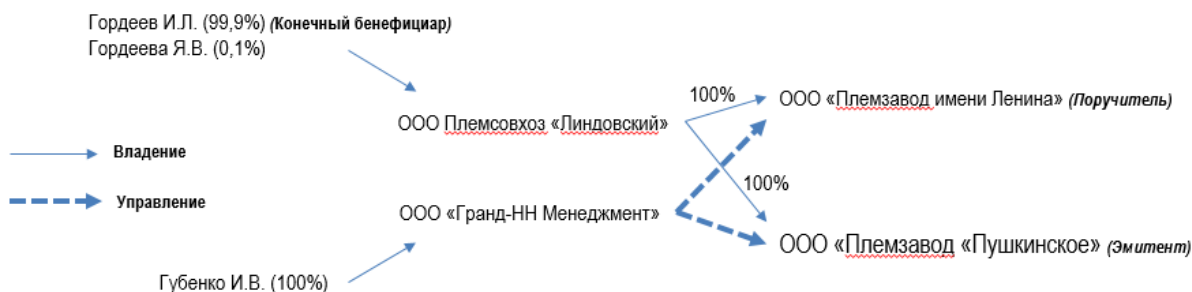 Гордеев И.Л. (99,9%) (Конечный бенефициар)
Гордеева Я.В. (0,1%)
100%
ООО «Племзавод имени Ленина» (Поручитель)
ООО Племсовхоз «Линдовский»
Владение
100%
Управление
ООО «Гранд-НН Менеджмент»
ООО «Племзавод «Пушкинское» (Эмитент)
Губенко И.В. (100%)